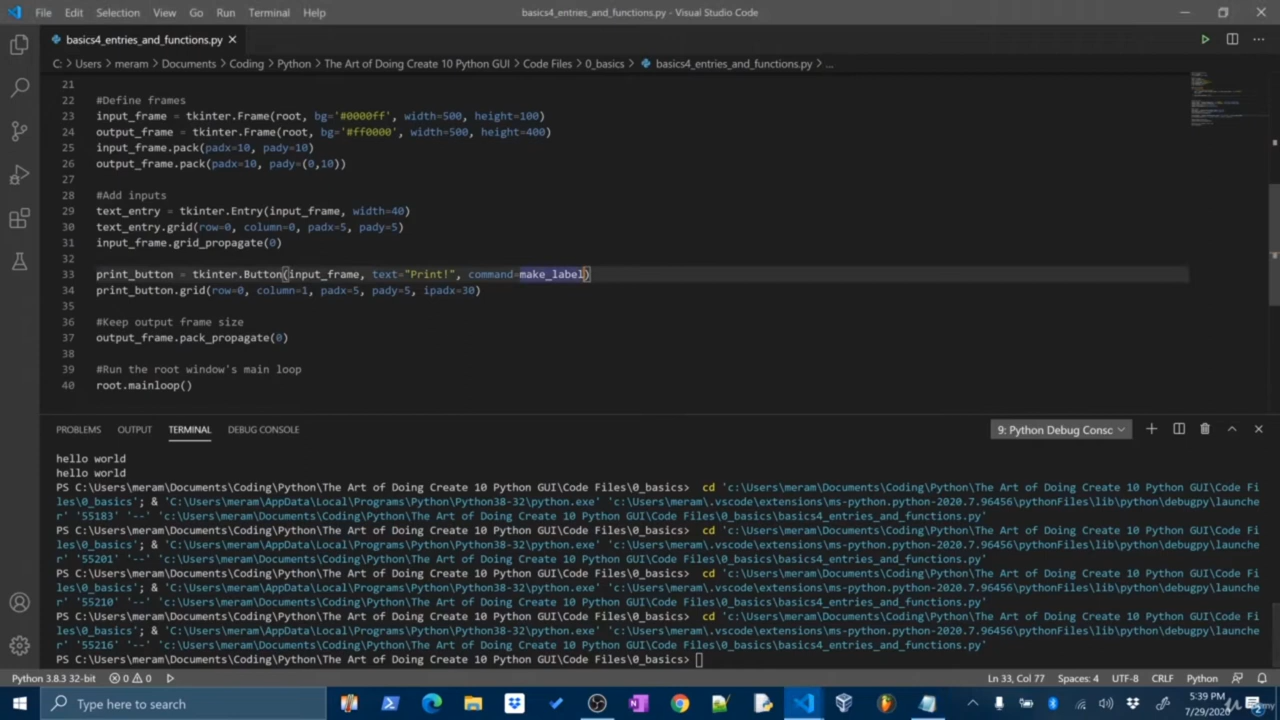 File Edit Selection View Go Run Terminal Help basics4_entries_and_functions.py - Visual Studio Code
basics4_entries_and_functions.py
C: > Users > meram > Documents > Coding > Python > The Art of Doing Create 10 Python GUI > Code Files > 0_basics > basics4_entries_and_functions.py > ...
21
22 #Define frames
23 input_frame = tkinter.Frame(root, bg='#0000ff', width=500, height=100)
24 output_frame = tkinter.Frame(root, bg='#ff0000', width=500, height=400)
25 input_frame.pack(padx=10, pady=10)
26 output_frame.pack(padx=10, pady=(0,10))
27
28 #Add inputs
29 text_entry = tkinter.Entry(input_frame, width=40)
30 text_entry.grid(row=0, column=0, padx=5, pady=5)
31 input_frame.grid_propagate(0)
32
33 print_button = tkinter.Button(input_frame, text="Print!", command=make_label)
34 print_button.grid(row=0, column=1, padx=5, pady=5, ipadx=30)
35
36 #Keep output frame size
37 output_frame.pack_propagate(0)
38
39 #Run the root window's main loop
40 root.mainloop()
PROBLEMS OUTPUT TERMINAL DEBUG CONSOLE 9: Python Debug Consc
hello world
hello world
PS C:\Users\meram\Documents\Coding\Python\The Art of Doing Create 10 Python GUI\Code Files\0_basics> cd 'c:\Users\meram\Documents\Coding\Python\The Art of Doing Create 10 Python GUI\Code Fi
les\0_basics'; & 'C:\Users\meram\AppData\Local\Programs\Python\Python38-32\python.exe' 'c:\Users\meram\.vscode\extensions\ms-python.python-2020.7.96456\pythonFiles\lib\python\debugpy\launche
r' '55183' '--' 'c:\Users\meram\Documents\Coding\Python\The Art of Doing Create 10 Python GUI\Code Files\0_basics\basics4_entries_and_functions.py'
PS C:\Users\meram\Documents\Coding\Python\The Art of Doing Create 10 Python GUI\Code Files\0_basics> cd 'c:\Users\meram\Documents\Coding\Python\The Art of Doing Create 10 Python GUI\Code Fi
les\0_basics'; & 'C:\Users\meram\AppData\Local\Programs\Python\Python38-32\python.exe' 'c:\Users\meram\.vscode\extensions\ms-python.python-2020.7.96456\pythonFiles\lib\python\debugpy\launche
r' '55201' '--' 'c:\Users\meram\Documents\Coding\Python\The Art of Doing Create 10 Python GUI\Code Files\0_basics\basics4_entries_and_functions.py'
PS C:\Users\meram\Documents\Coding\Python\The Art of Doing Create 10 Python GUI\Code Files\0_basics> cd 'c:\Users\meram\Documents\Coding\Python\The Art of Doing Create 10 Python GUI\Code Fi
les\0_basics'; & 'C:\Users\meram\AppData\Local\Programs\Python\Python38-32\python.exe' 'c:\Users\meram\.vscode\extensions\ms-python.python-2020.7.96456\pythonFiles\lib\python\debugpy\launche
r' '55210' '--' 'c:\Users\meram\Documents\Coding\Python\The Art of Doing Create 10 Python GUI\Code Files\0_basics\basics4_entries_and_functions.py'
PS C:\Users\meram\Documents\Coding\Python\The Art of Doing Create 10 Python GUI\Code Files\0_basics> cd 'c:\Users\meram\Documents\Coding\Python\The Art of Doing Create 10 Python GUI\Code Fi
les\0_basics'; & 'C:\Users\meram\AppData\Local\Programs\Python\Python38-32\python.exe' 'c:\Users\meram\.vscode\extensions\ms-python.python-2020.7.96456\pythonFiles\lib\python\debugpy\launche
r' '55216' '--' 'c:\Users\meram\Documents\Coding\Python\The Art of Doing Create 10 Python GUI\Code Files\0_basics\basics4_entries_and_functions.py'
PS C:\Users\meram\Documents\Coding\Python\The Art of Doing Create 10 Python GUI\Code Files\0_basics>
Python 3.8.3 32-bit 0 0 Ln 33, Col 77 Spaces: 4 UTF-8 CRLF Python
Type here to search 5:39 PM
7/29/2020